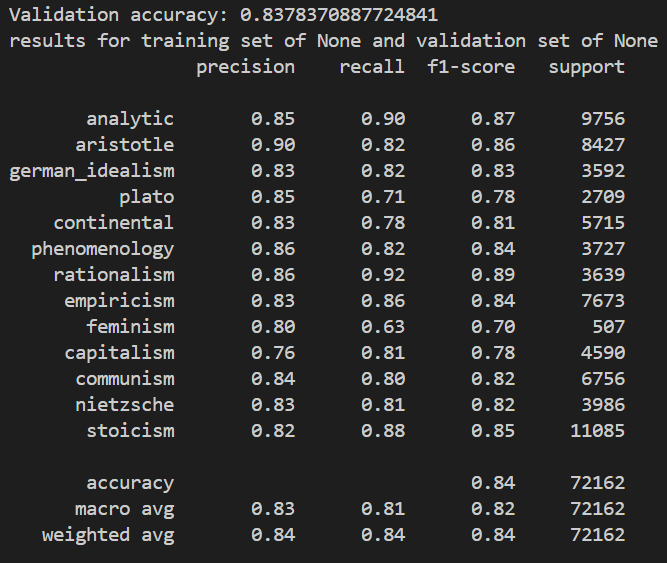 Validation accuracy: 0.8378370887724841
results for training set of None and validation set of None
precision recall f1-score support
analytic 0.85 0.90 0.87 9756
aristotle 0.90 0.82 0.86 8427
german_idealism 0.83 0.82 0.83 3592
plato 0.85 0.71 0.78 2709
continental 0.83 0.78 0.81 5715
phenomenology 0.86 0.82 0.84 3727
rationalism 0.86 0.92 0.89 3639
empiricism 0.83 0.86 0.84 7673
feminism 0.80 0.63 0.70 507
capitalism 0.76 0.81 0.78 4590
communism 0.84 0.80 0.82 6756
nietzsche 0.83 0.81 0.82 3986
stoicism 0.82 0.88 0.85 11085
accuracy 0.84 72162
macro avg 0.83 0.81 0.82 72162
weighted avg 0.84 0.84 0.84 72162